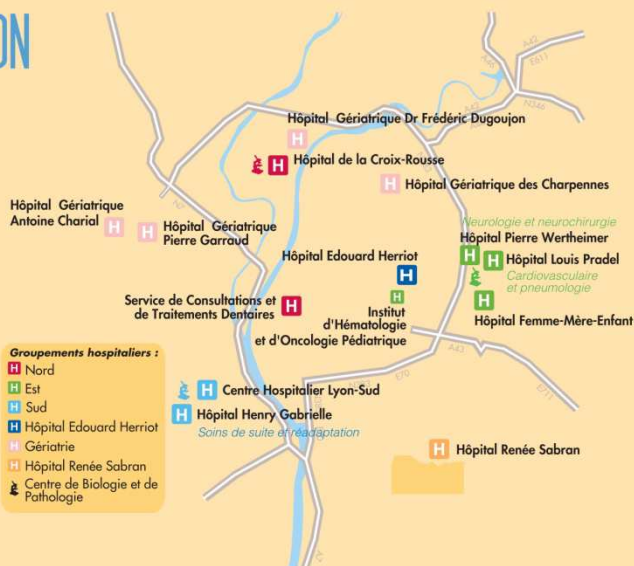 ON
A46
A42
E611
N346
A42
Hôpital Gériatrique Dr Frédéric Dugoujon
Hôpital de la Croix-Rousse
Hôpital Gériatrique des Charpennes
Hôpital Gériatrique
Antoine Charial
Hôpital Gériatrique
Pierre Garraud
Neurologie et neurochirurgie
Hôpital Pierre Wertheimer
Hôpital Edouard Herriot
Hôpital Louis Pradel
Cardiovasculaire
et pneumologie
Service de Consultations et
de Traitements Dentaires
Institut
d'Hématologie
et d'Oncologie Pédiatrique
Hôpital Femme-Mère-Enfant
A43
E70
E711
Centre Hospitalier Lyon-Sud
Hôpital Henry Gabrielle
Soins de suite et réadaptation
Hôpital Renée Sabran
Groupements hospitaliers :
H Nord
H Est
H Sud
H Hôpital Edouard Herriot
H Gériatrie
H Hôpital Renée Sabran
Centre de Biologie et de
Pathologie